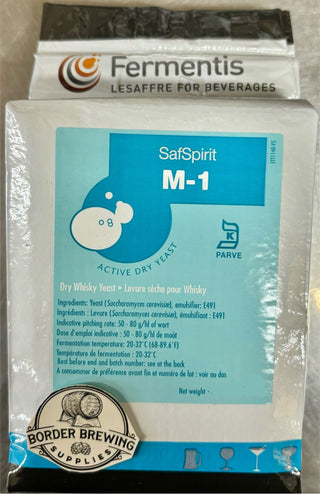 Fermentis
LESAFFRE FOR BEVERAGES
SafSpirit
M-1
ACTIVE DRY YEAST
K
PARVE
Dry Whisky Yeast • Levure sèche pour Whisky
Ingredients: Yeast (Saccharomyces cerevisiæ), emulsifier: E491
Ingrédients : Levure (Saccharomyces cerevisiæ), émulsifiant : E491
Indicative pitching rate: 50 - 80 g/hl of wort
Dose d'emploi indicative : 50 - 80 g/hl de moût
Fermentation temperature: 20-32°C (68-89.6°F)
Température de fermentation : 20-32°C
Best before end and batch number: see at the back
A consommer de préférence avant fin et numéro de lot : voir au dos
Net weight
BORDER BREWING
SUPPLIES